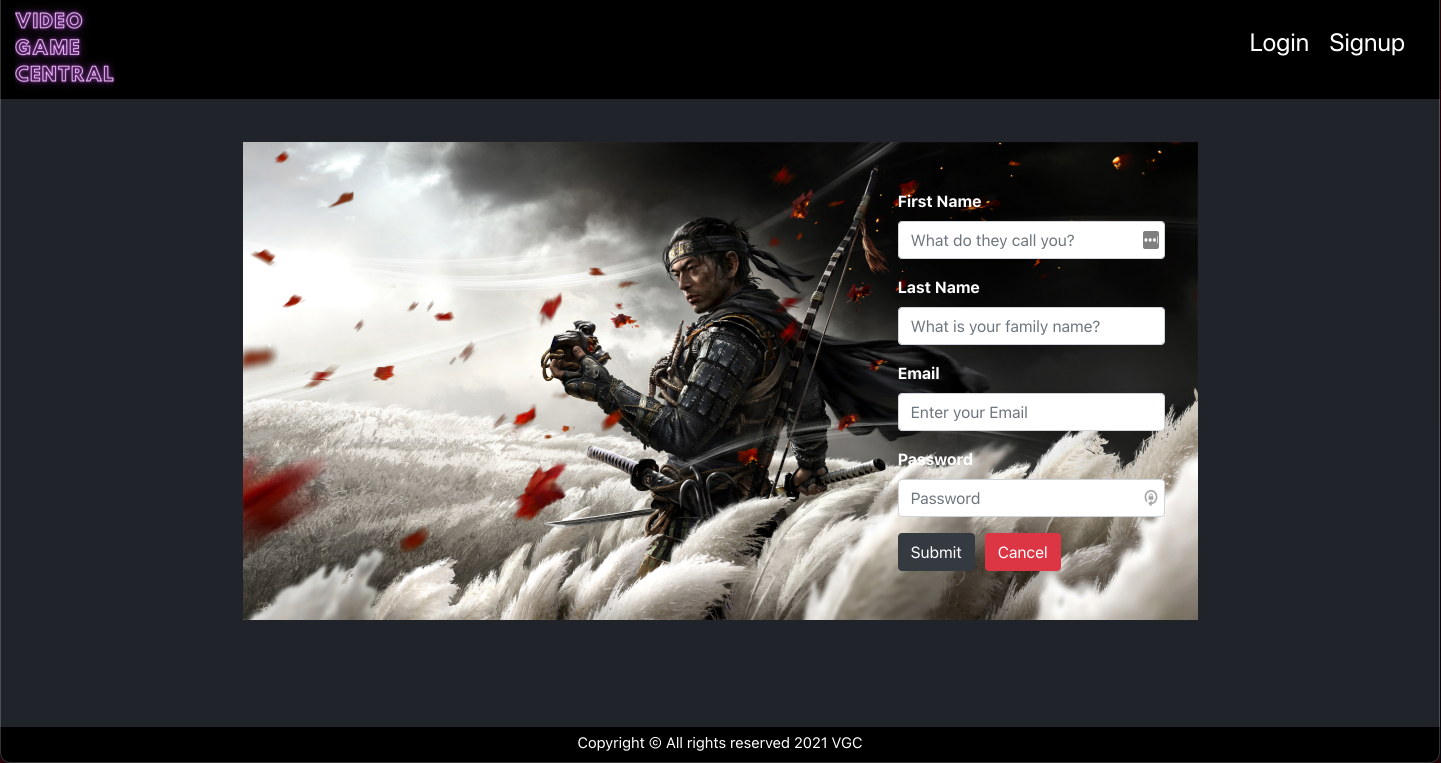 VIDEO
GAME
CENTRAL
Login Signup
First Name
What do they call you?
Last Name
What is your family name?
Email
Enter your Email
Password
Password
Submit Cancel
Copyright © All rights reserved 2021 VGC